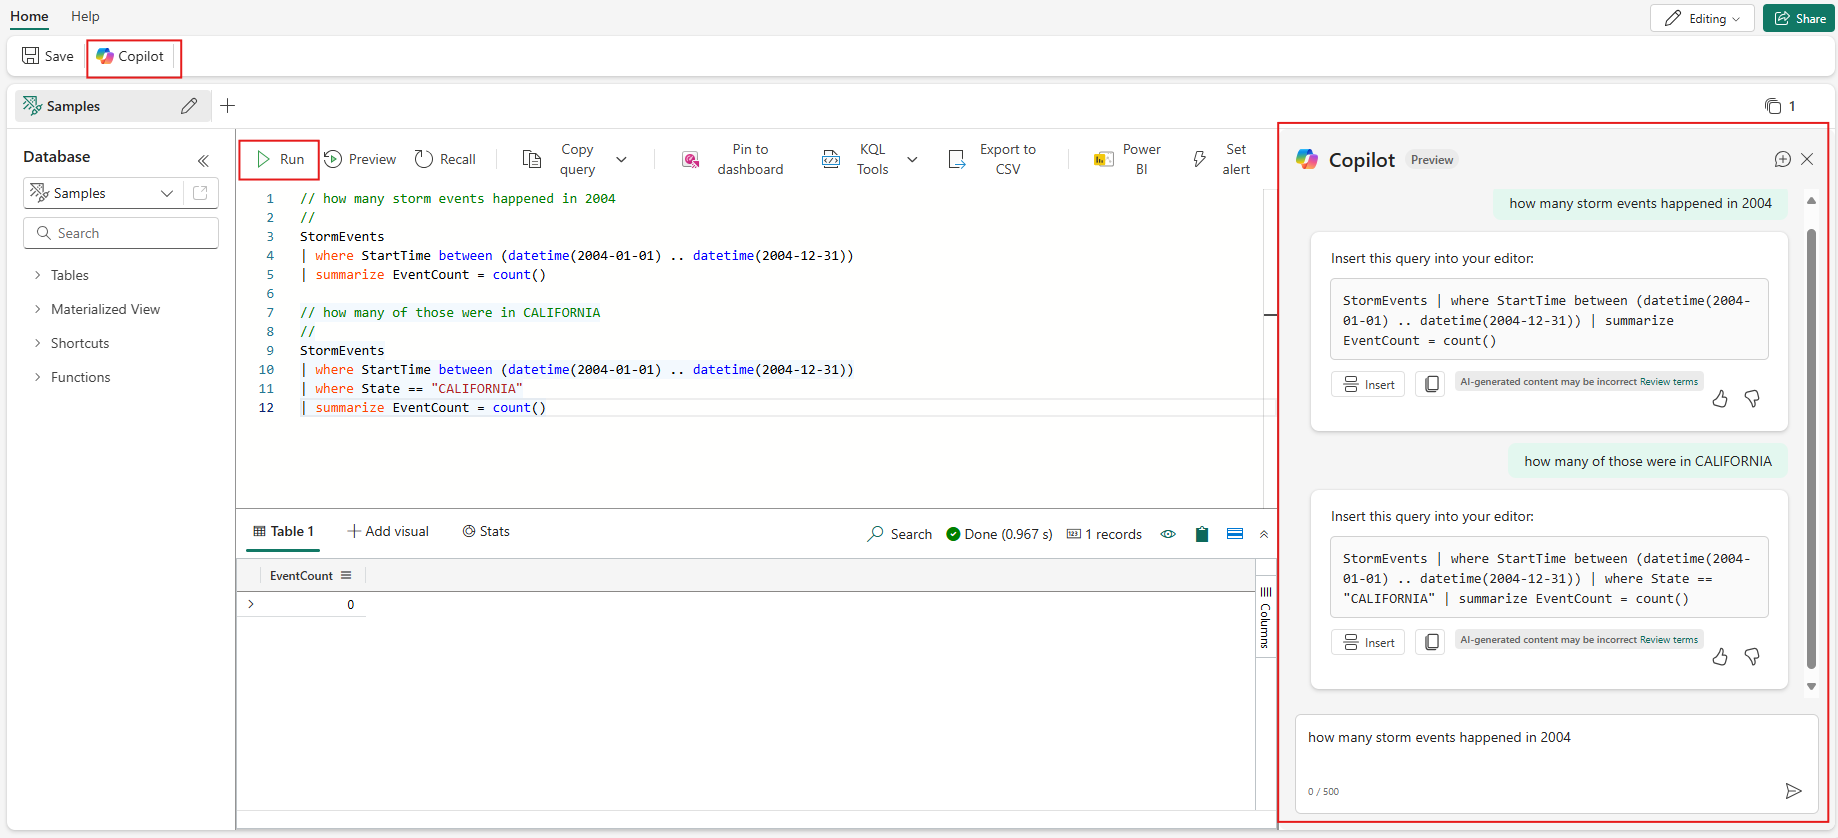 Home Help
Editing
Share
Save
Copilot
Samples
1
Database
Samples
Search
Tables
Materialized View
Shortcuts
Functions
Run
Preview
Recall
Copy
query
Pin to
dashboard
KQL
Tools
Export to
CSV
Power
BI
Set
alert
1 // how many storm events happened in 2004
2 //
3 StormEvents
4 | where StartTime between (datetime(2004-01-01) .. datetime(2004-12-31))
5 | summarize EventCount = count()
6
7 // how many of those were in CALIFORNIA
8 //
9 StormEvents
10 | where StartTime between (datetime(2004-01-01) .. datetime(2004-12-31))
11 | where State == "CALIFORNIA"
12 | summarize EventCount = count()
Table 1
Add visual
Stats
Search
Done (0.967 s)
1 records
EventCount
0
Columns
Copilot
Preview
how many storm events happened in 2004
Insert this query into your editor:
StormEvents | where StartTime between (datetime(2004-
01-01) .. datetime(2004-12-31)) | summarize
EventCount = count()
Insert
AI-generated content may be incorrect Review terms
how many of those were in CALIFORNIA
Insert this query into your editor:
StormEvents | where StartTime between (datetime(2004-
01-01) .. datetime(2004-12-31)) | where State ==
"CALIFORNIA" | summarize EventCount = count()
Insert
AI-generated content may be incorrect Review terms
how many storm events happened in 2004
0 / 500